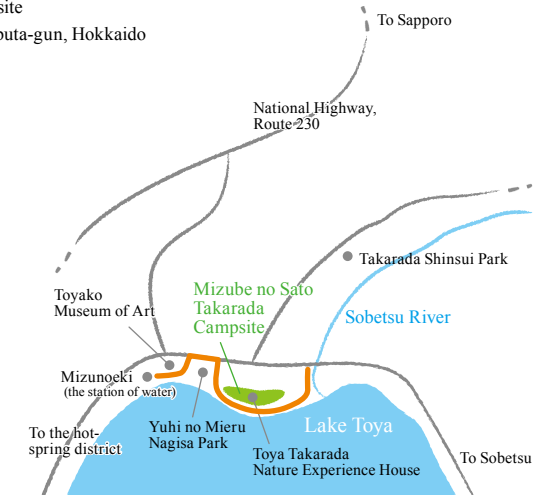 site
outa-gun, Hokkaido
To Sapporo
National Highway,
Route 230
Takarada Shinsui Park
Toyako
Museum of Art
Mizube no Sato
Takarada
Campsite
Sobetsu River
Mizunoeki
(the station of water)
Yuhi no Mieru
Nagisa Park
Lake Toya
To the hot-
spring district
Toya Takarada
Nature Experience House
To Sobetsu